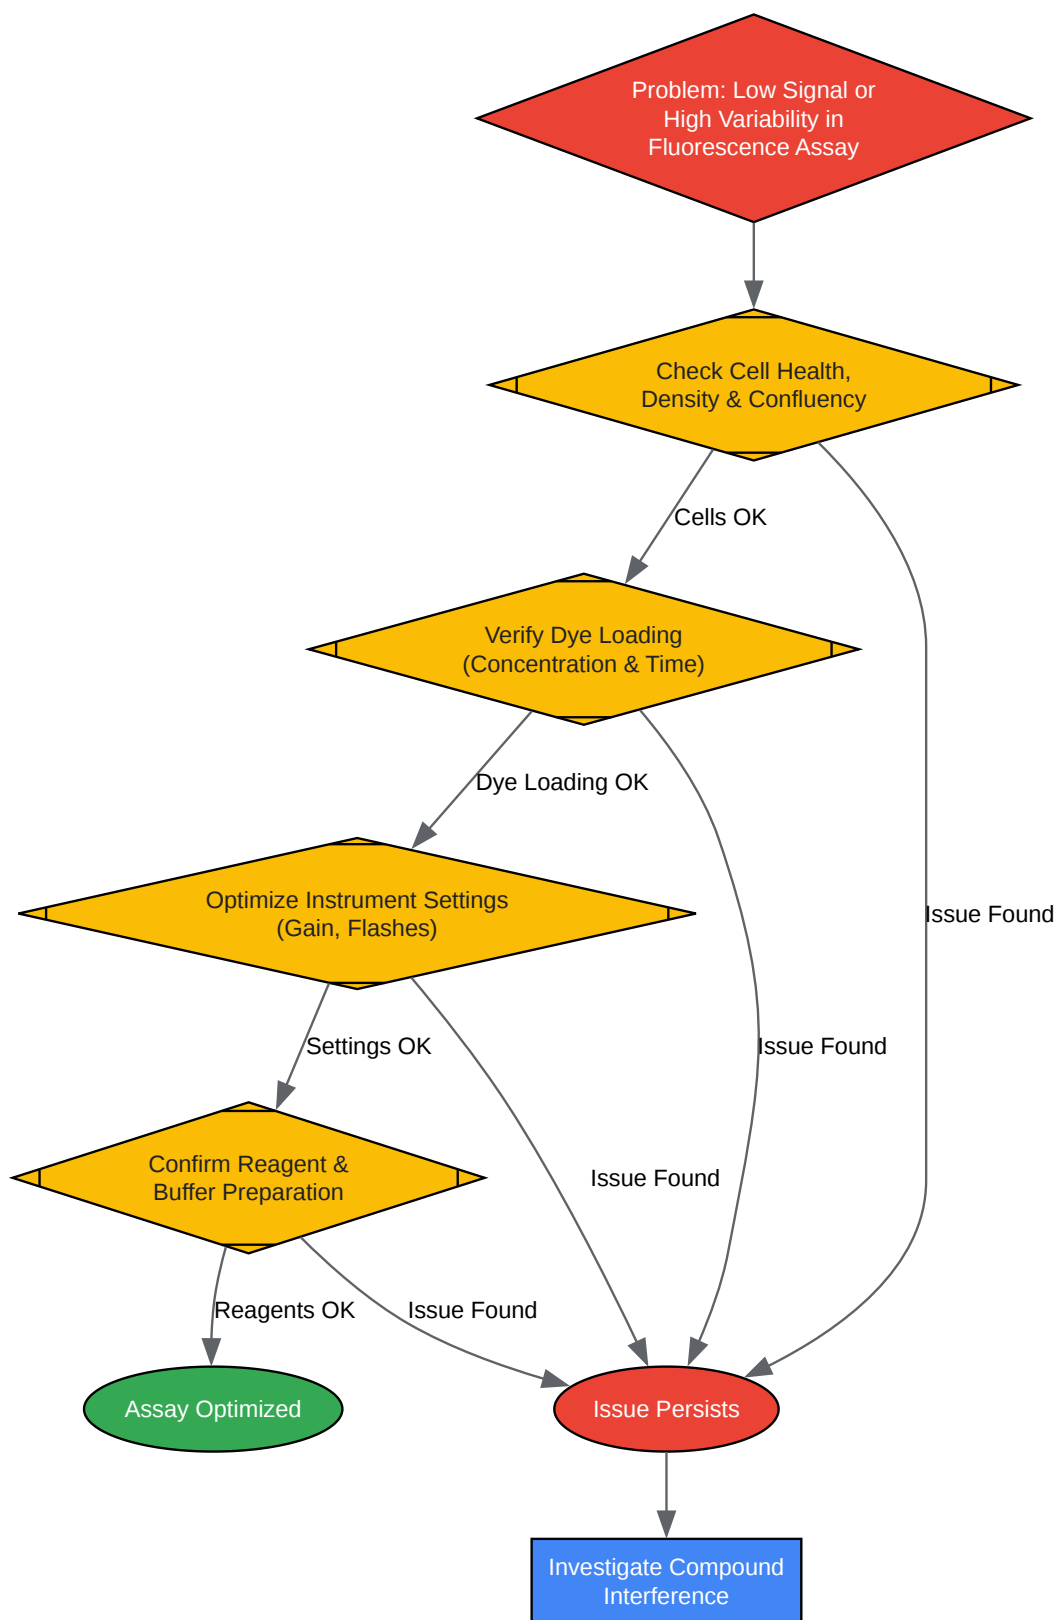 Problem: Low Signal or
High Variability in
Fluorescence Assay
Check Cell Health,
Density & Confluency
Cells OK
Verify Dye Loading
(Concentration & Time)
Dye Loading OK
Optimize Instrument Settings
(Gain, Flashes)
Issue Found
Settings OK
Issue Found
Confirm Reagent &
Buffer Preparation
Issue Found
Reagents OK
Issue Found
Assay Optimized
Issue Persists
Investigate Compound
Interference